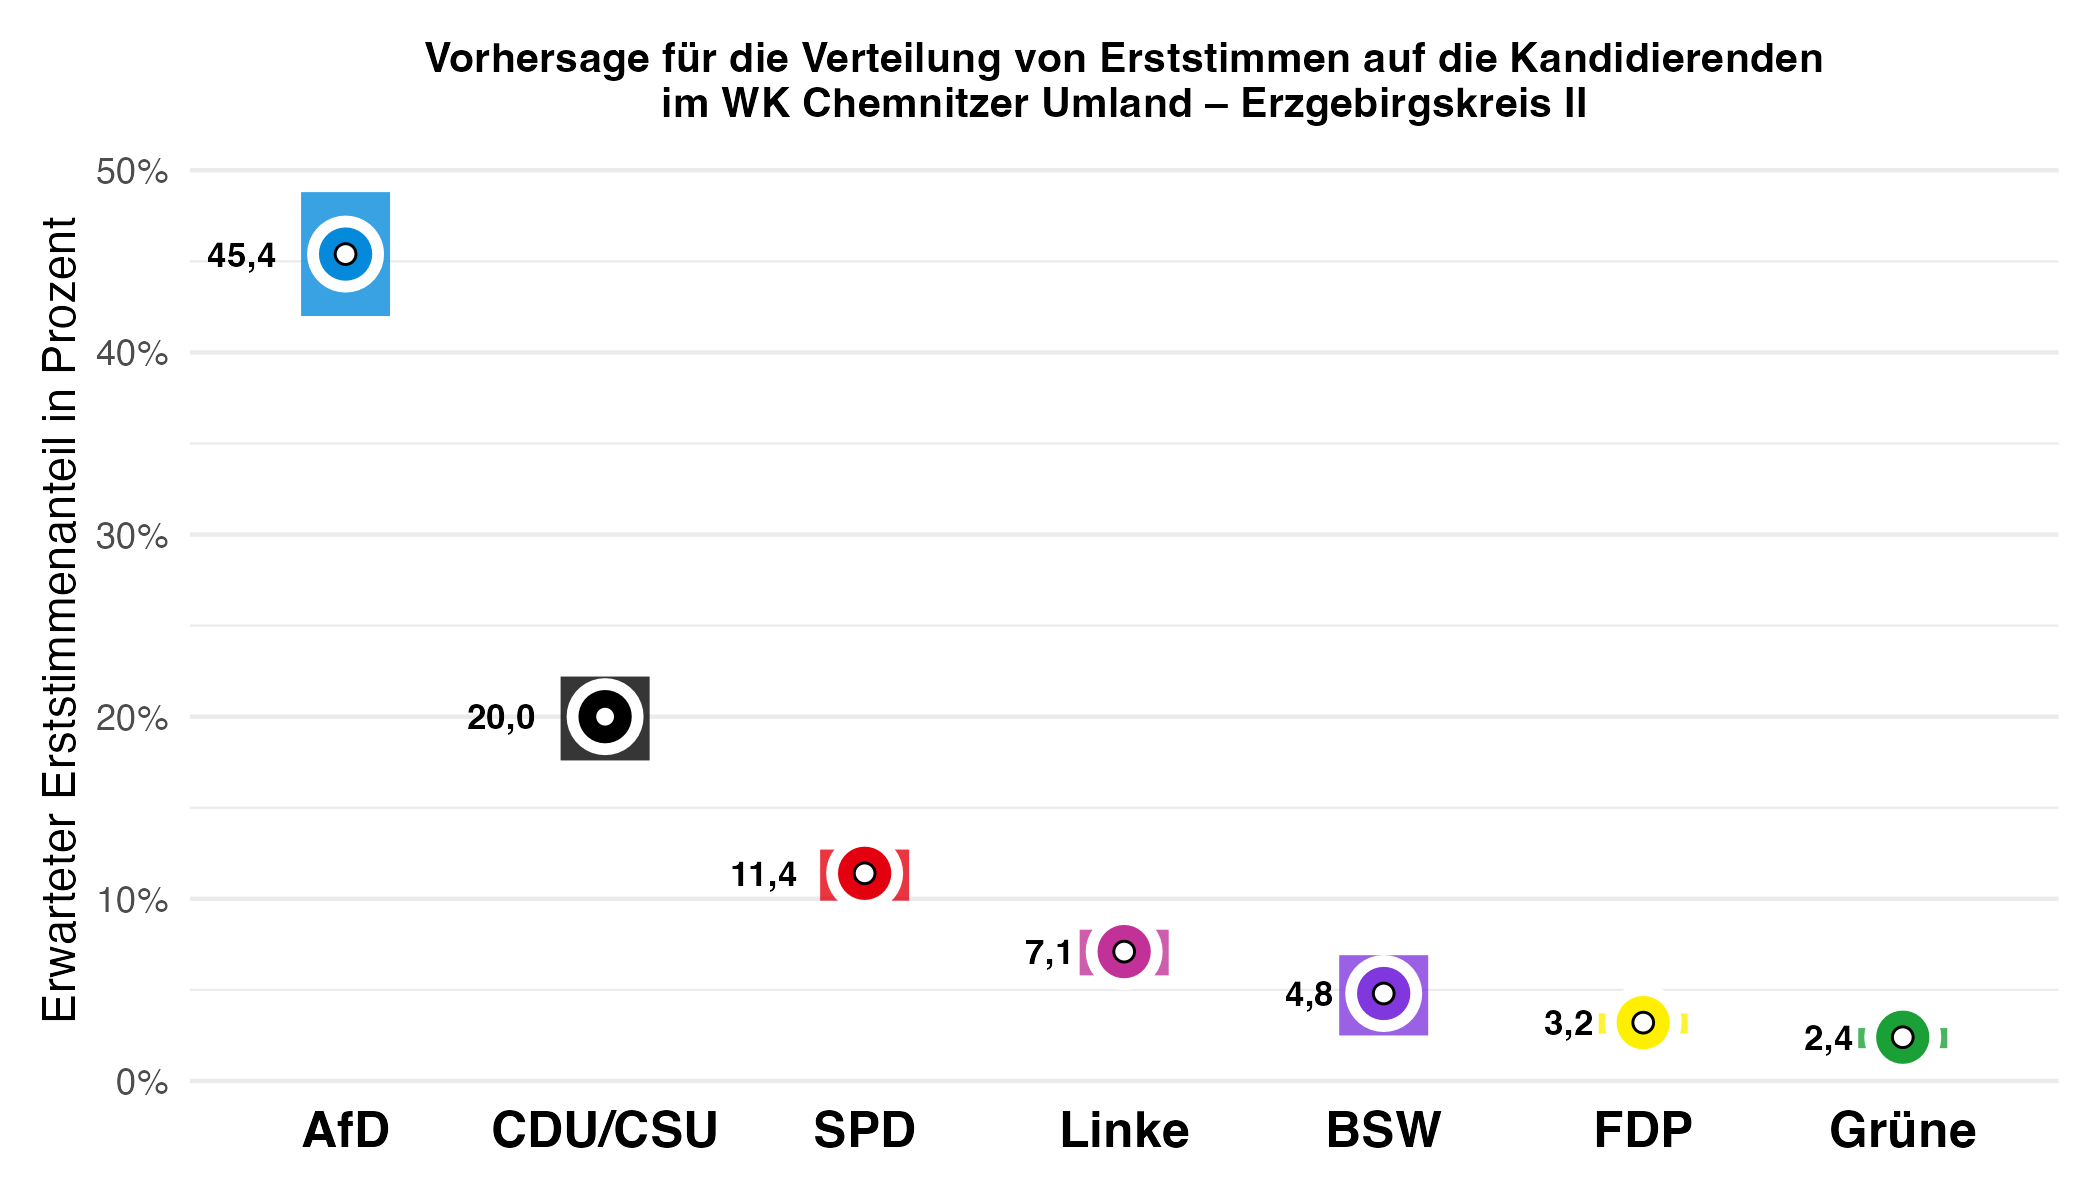 Vorhersage für die Verteilung von Erststimmen auf die Kandidierenden
im WK Chemnitzer Umland – Erzgebirgskreis II
Erwarteter Erststimmenanteil in Prozent
50%
40%
30%
20%
10%
0%
45,4
20,0
11,4
7,1
4,8
3,2
2,4
AfD
CDU/CSU
SPD
Linke
BSW
FDP
Grüne